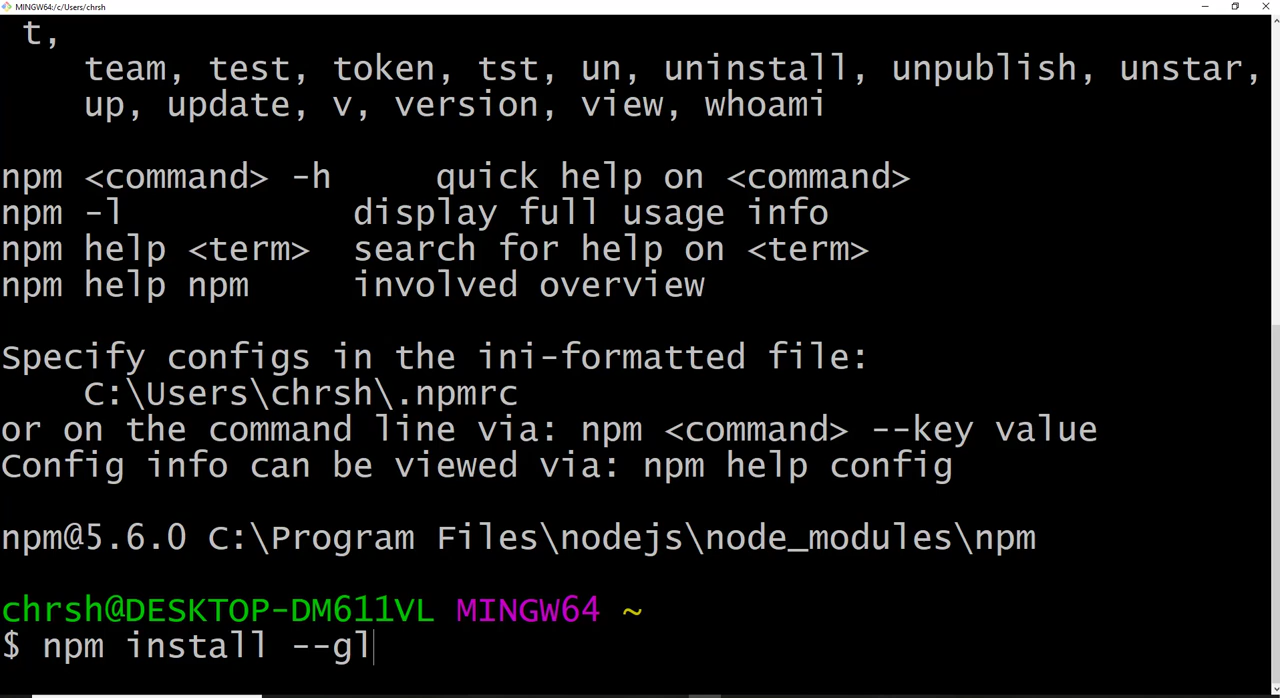 MINGW64:/c/Users/chrsh
t,
team, test, token, tst, un, uninstall, unpublish, unstar,
up, update, v, version, view, whoami
npm <command> -h     quick help on <command>
npm -l           display full usage info
npm help <term>  search for help on <term>
npm help npm     involved overview
Specify configs in the ini-formatted file:
C:\Users\chrsh\.npmrc
or on the command line via: npm <command> --key value
Config info can be viewed via: npm help config
npm@5.6.0 C:\Program Files\nodejs\node_modules\npm
chrsh@DESKTOP-DM611VL MINGW64 ~
$ npm install --gl